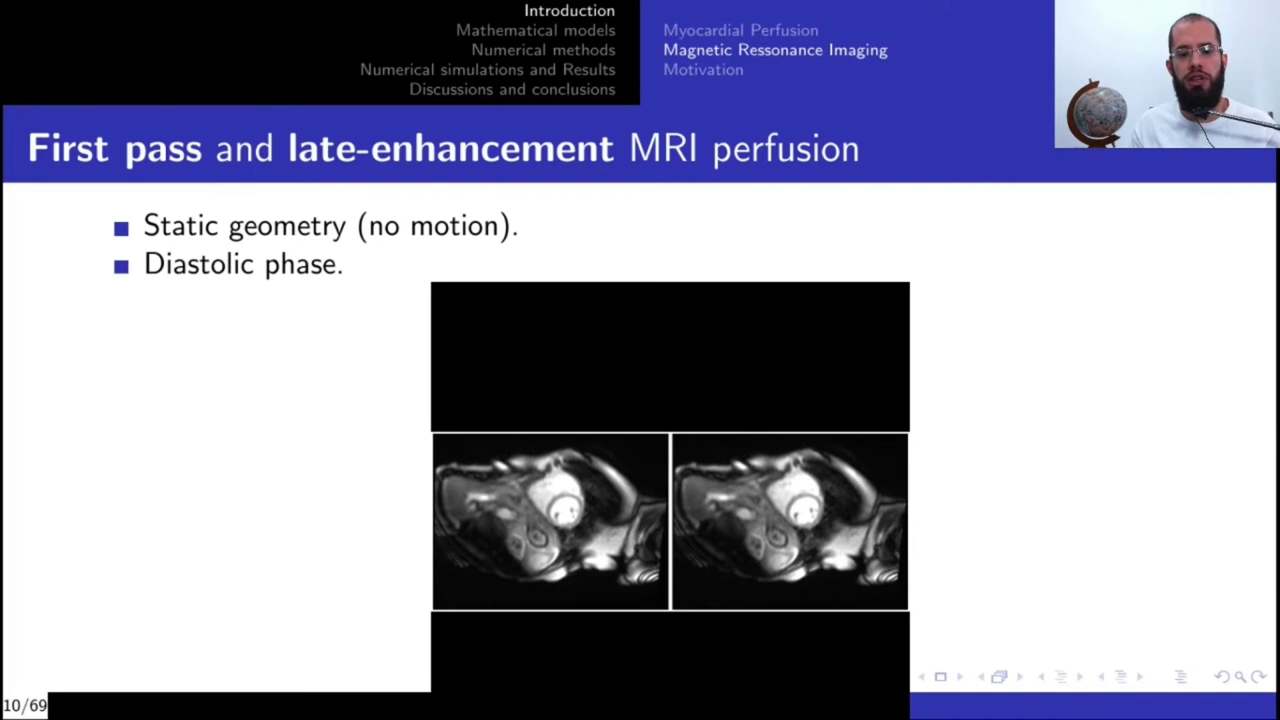 Introduction
Mathematical models
Numerical methods
Numerical simulations and Results
Discussions and conclusions
Myocardial Perfusion
Magnetic Ressonance Imaging
Motivation
First pass and late-enhancement MRI perfusion
Static geometry (no motion).
Diastolic phase.
10/69